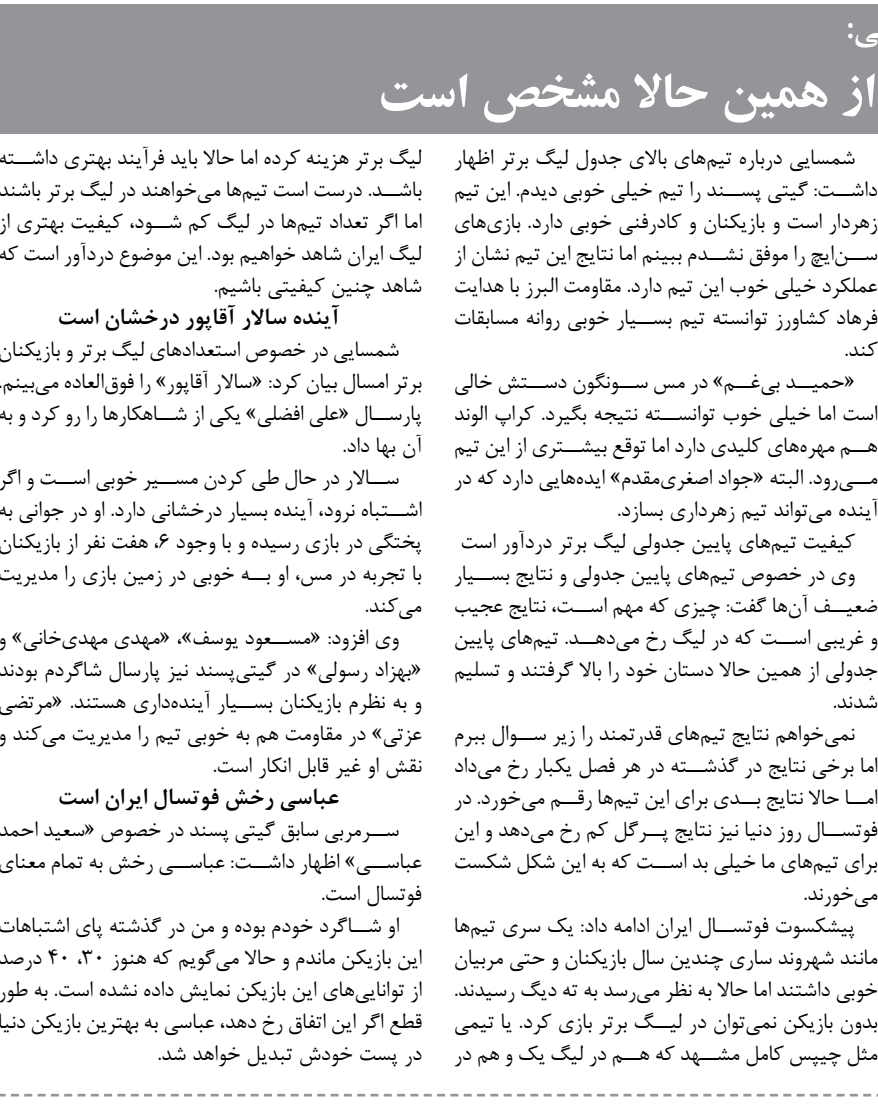 ی:
از همین حالا مشخص است
شمسایی درباره تیم‌های بالای جدول لیگ برتر اظهار
داشت: گیتی پسند را تیم خیلی خوبی دیدم. این تیم
زهردار است و بازیکنان و کادرفنی خوبی دارد. بازی‌های
سن‌ایچ را موفق نشدم ببینم اما نتایج این تیم نشان از
عملکرد خیلی خوب این تیم دارد. مقاومت البرز با هدایت
فرهاد کشاورز توانسته تیم بسیار خوبی روانه مسابقات
کند.
«حمید بی‌غم» در مس سونگون دستش خالی
است اما خیلی خوب توانسته نتیجه بگیرد. کراپ الوند
هم مهره‌های کلیدی دارد اما توقع بیشتری از این تیم
می‌رود. البته «جواد اصغری‌مقدم» ایده‌هایی دارد که در
آینده می‌تواند تیم زهرداری بسازد.
کیفیت تیم‌های پایین جدولی لیگ برتر دردآور است
وی در خصوص تیم‌های پایین جدولی و نتایج بسیار
ضعیف آن‌ها گفت: چیزی که مهم است، نتایج عجیب
و غریبی است که در لیگ رخ می‌دهد. تیم‌های پایین
جدولی از همین حالا دستان خود را بالا گرفتند و تسلیم
شدند.
نمی‌خواهم نتایج تیم‌های قدرتمند را زیر سوال ببرم
اما برخی نتایج در گذشته در هر فصل یکبار رخ می‌داد
اما حالا نتایج بدی برای این تیم‌ها رقم می‌خورد. در
فوتسال روز دنیا نیز نتایج پرگل کم رخ می‌دهد و این
برای تیم‌های ما خیلی بد است که به این شکل شکست
می‌خورند.
پیشکسوت فوتسال ایران ادامه داد: یک سری تیم‌ها
مانند شهروند ساری چندین سال بازیکنان و حتی مربیان
خوبی داشتند اما حالا به نظر می‌رسد به ته دیگ رسیدند.
بدون بازیکن نمی‌توان در لیگ برتر بازی کرد. یا تیمی
مثل چیپس کامل مشهد که هم در لیگ یک و هم در
لیگ برتر هزینه کرده اما حالا باید فرآیند بهتری داشته
باشد. درست است تیم‌ها می‌خواهند در لیگ برتر باشند
اما اگر تعداد تیم‌ها در لیگ کم شود، کیفیت بهتری از
لیگ ایران شاهد خواهیم بود. این موضوع دردآور است که
شاهد چنین کیفیتی باشیم.
آینده سالار آقاپور درخشان است
شمسایی در خصوص استعدادهای لیگ برتر و بازیکنان
برتر امسال بیان کرد: «سالار آقاپور» را فوق‌العاده می‌بینم.
پارسال «علی افضلی» یکی از شاهکارها را رو کرد و به
آن بها داد.
سالار در حال طی کردن مسیر خوبی است و اگر
اشتباه نرود، آینده بسیار درخشانی دارد. او در جوانی به
پختگی در بازی رسیده و با وجود ۶، هفت نفر از بازیکنان
با تجربه در مس، او به خوبی در زمین بازی را مدیریت
می‌کند.
وی افزود: «مسعود یوسف»، «مهدی مهدی‌خانی» و
«بهزاد رسولی» در گیتی‌پسند نیز پارسال شاگردم بودند
و به نظرم بازیکنان بسیار آینده‌داری هستند. «مرتضی
عزتی» در مقاومت هم به خوبی تیم را مدیریت می‌کند و
نقش او غیر قابل انکار است.
عباسی رخش فوتسال ایران است
سرمربی سابق گیتی پسند در خصوص «سعید احمد
عباسی» اظهار داشت: عباسی رخش به تمام معنای
فوتسال است.
او شاگرد خودم بوده و من در گذشته پای اشتباهات
این بازیکن ماندم و حالا می‌گویم که هنوز ۳۰، ۴۰ درصد
از توانایی‌های این بازیکن نمایش داده نشده است. به طور
قطع اگر این اتفاق رخ دهد، عباسی به بهترین بازیکن دنیا
در پست خودش تبدیل خواهد شد.